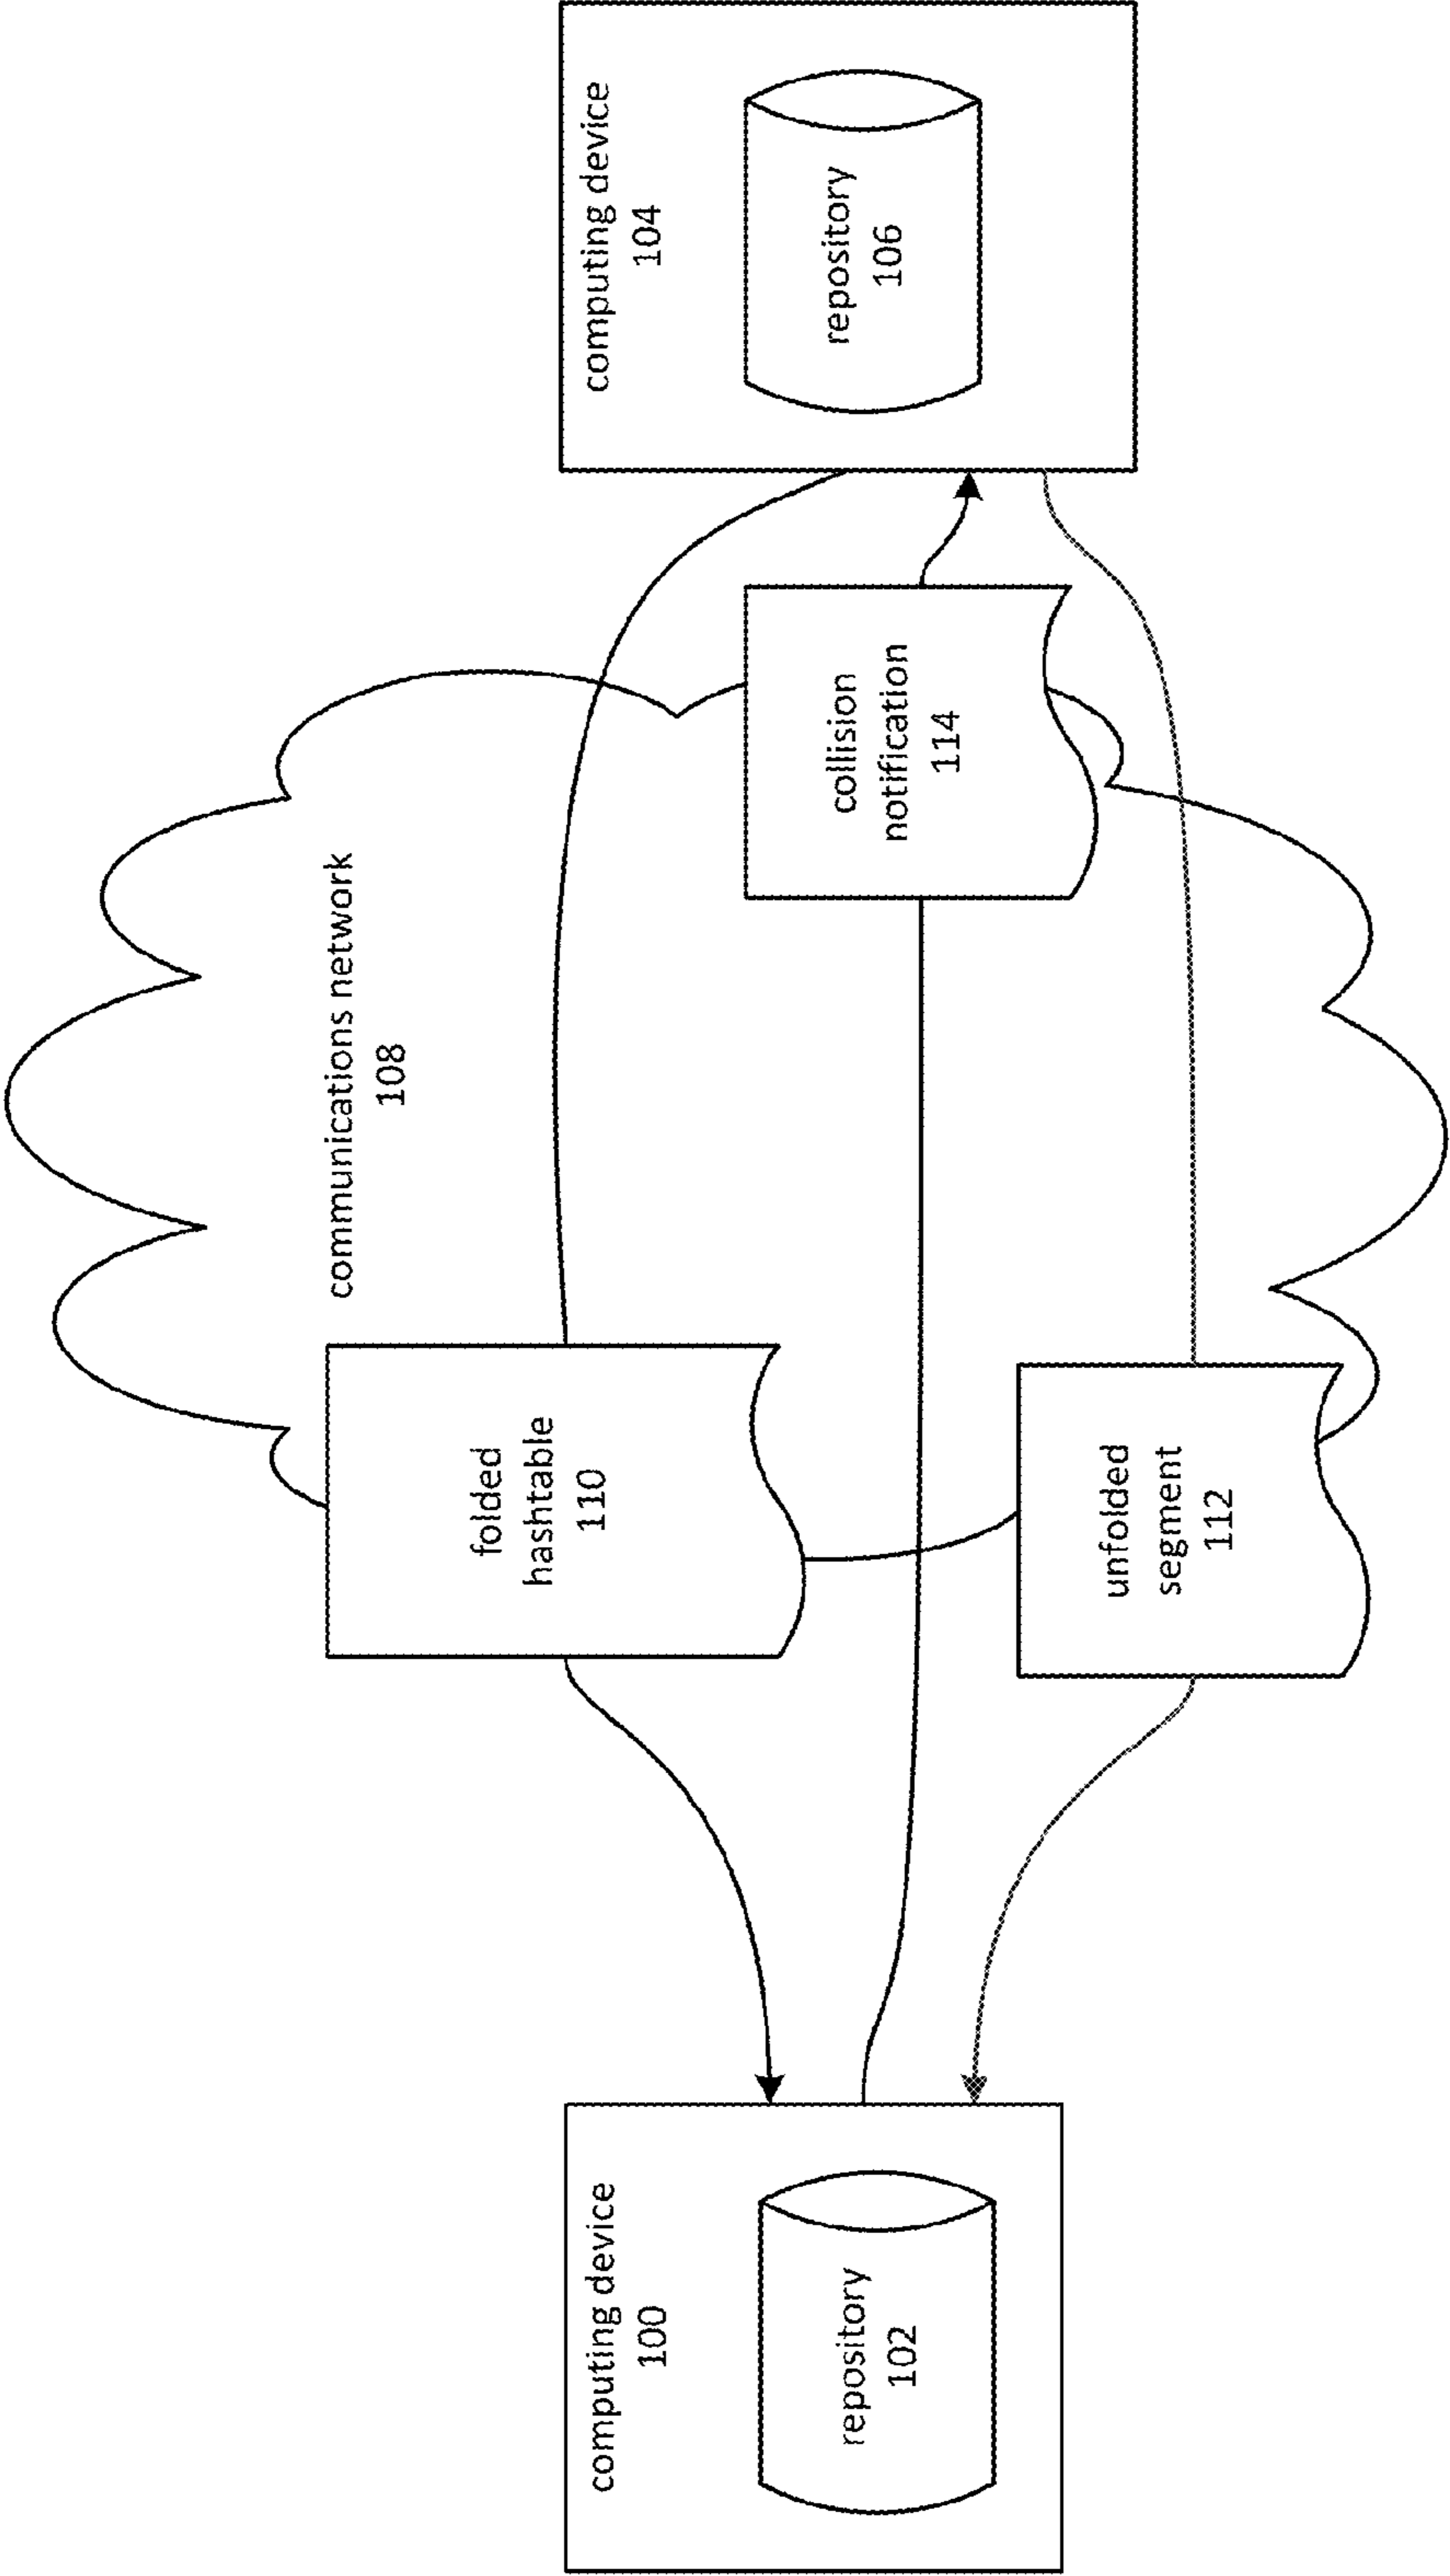 communications network
108
folded
hashtable
110
computing device
100
repository
102
collision
notification
114
computing device
104
repository
106
unfolded
segment
112